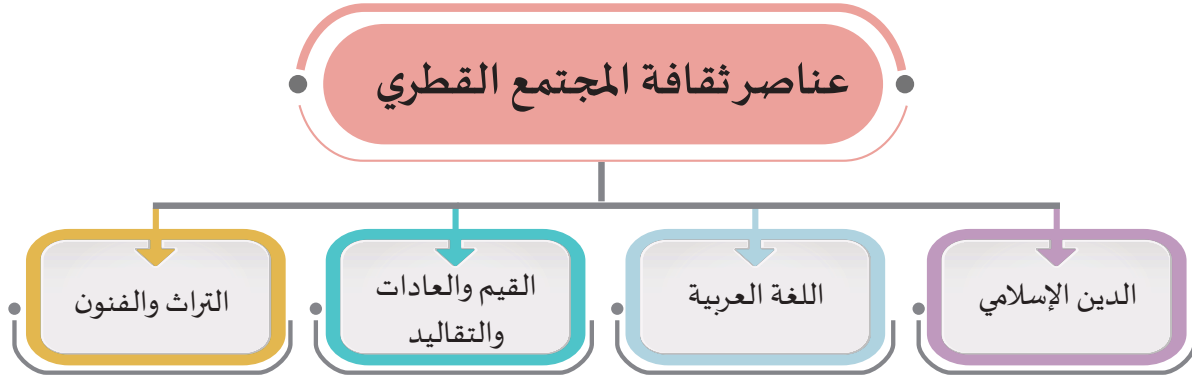 عناصر ثقافة المجتمع القطري
الدين الإسلامي
اللغة العربية
القيم والعادات
والتقاليد
التراث والفنون